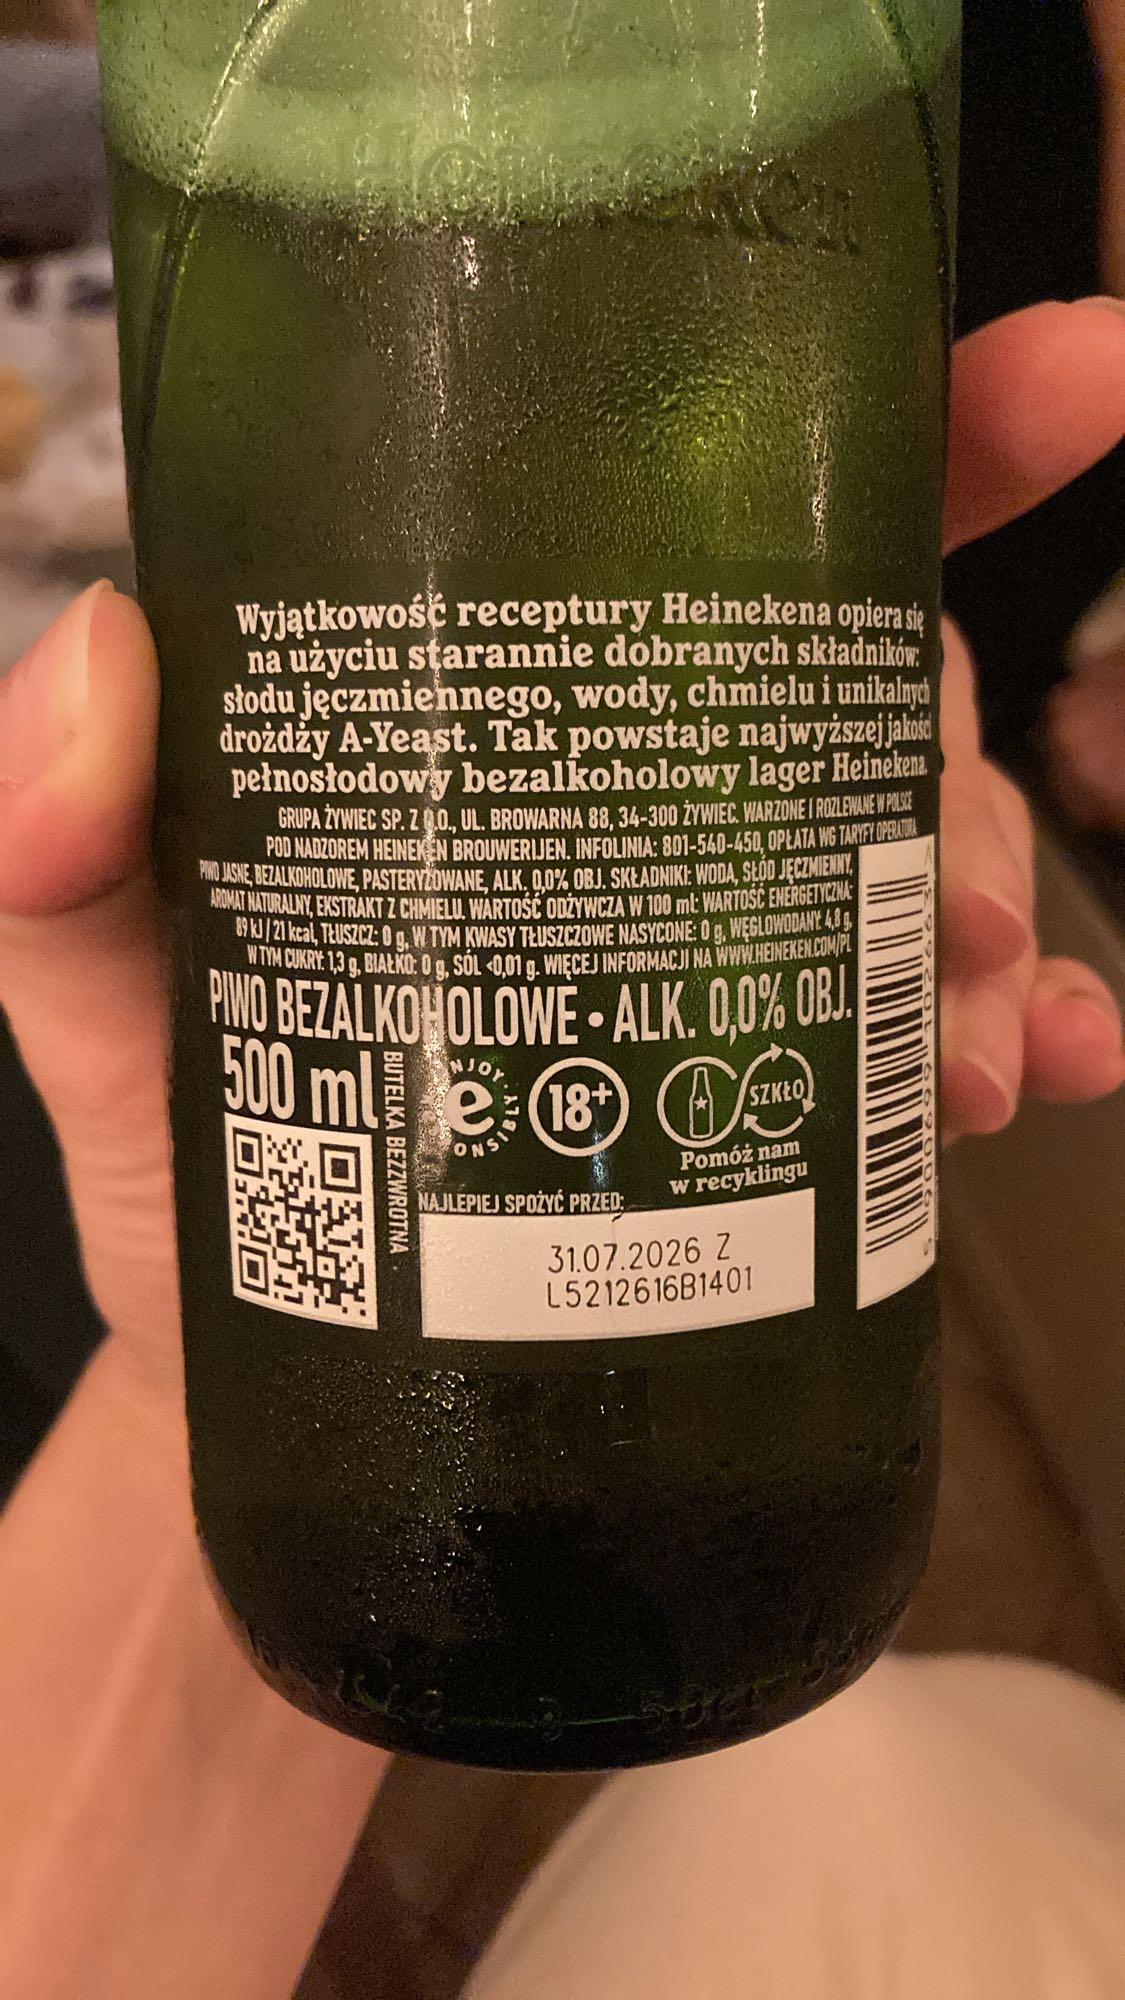 Wyjątkowość receptury Heinekena opiera się
na użyciu starannie dobranych składników:
słodu jęczmiennego, wody, chmielu i unikalnych
drożdży A-Yeast. Tak powstaje najwyższej jakości
pełnosłodowy bezalkoholowy lager Heinekena.
GRUPA ŻYWIEC SP. Z O.O., UL. BROWARNA 88, 34-300 ŻYWIEC. WARZONE I ROZLEWANE W POLSCE
POD NADZOREM HEINEKEN BROUWERIJEN. INFOLINIA: 801-540-450, OPŁATA WG TARYFY OPERATORA
PIWO JASNE, BEZALKOHOLOWE, PASTERYZOWANE, ALK. 0,0% OBJ. SKŁADNIKI: WODA, SŁÓD JĘCZMIENNY,
AROMAT NATURALNY, EKSTRAKT Z CHMIELU. WARTOŚĆ ODŻYWCZA W 100 ml: WARTOŚĆ ENERGETYCZNA:
89 kJ / 21 kcal, TŁUSZCZ: 0 g, W TYM KWASY TŁUSZCZOWE NASYCONE: 0 g, WĘGLOWODANY: 4,8 g,
W TYM CUKRY: 1,3 g, BIAŁKO: 0 g, SÓL <0,01 g. WIĘCEJ INFORMACJI NA WWW.HEINEKEN.COM/PL
PIWO BEZALKOHOLOWE • ALK. 0,0% OBJ.
500 ml
BUTELKA BEZZWROTNA
e
18+
SZKŁO
Pomóż nam
w recyklingu
NAJLEPIEJ SPOŻYĆ PRZED:
31.07.2026 Z
L5212616B1401